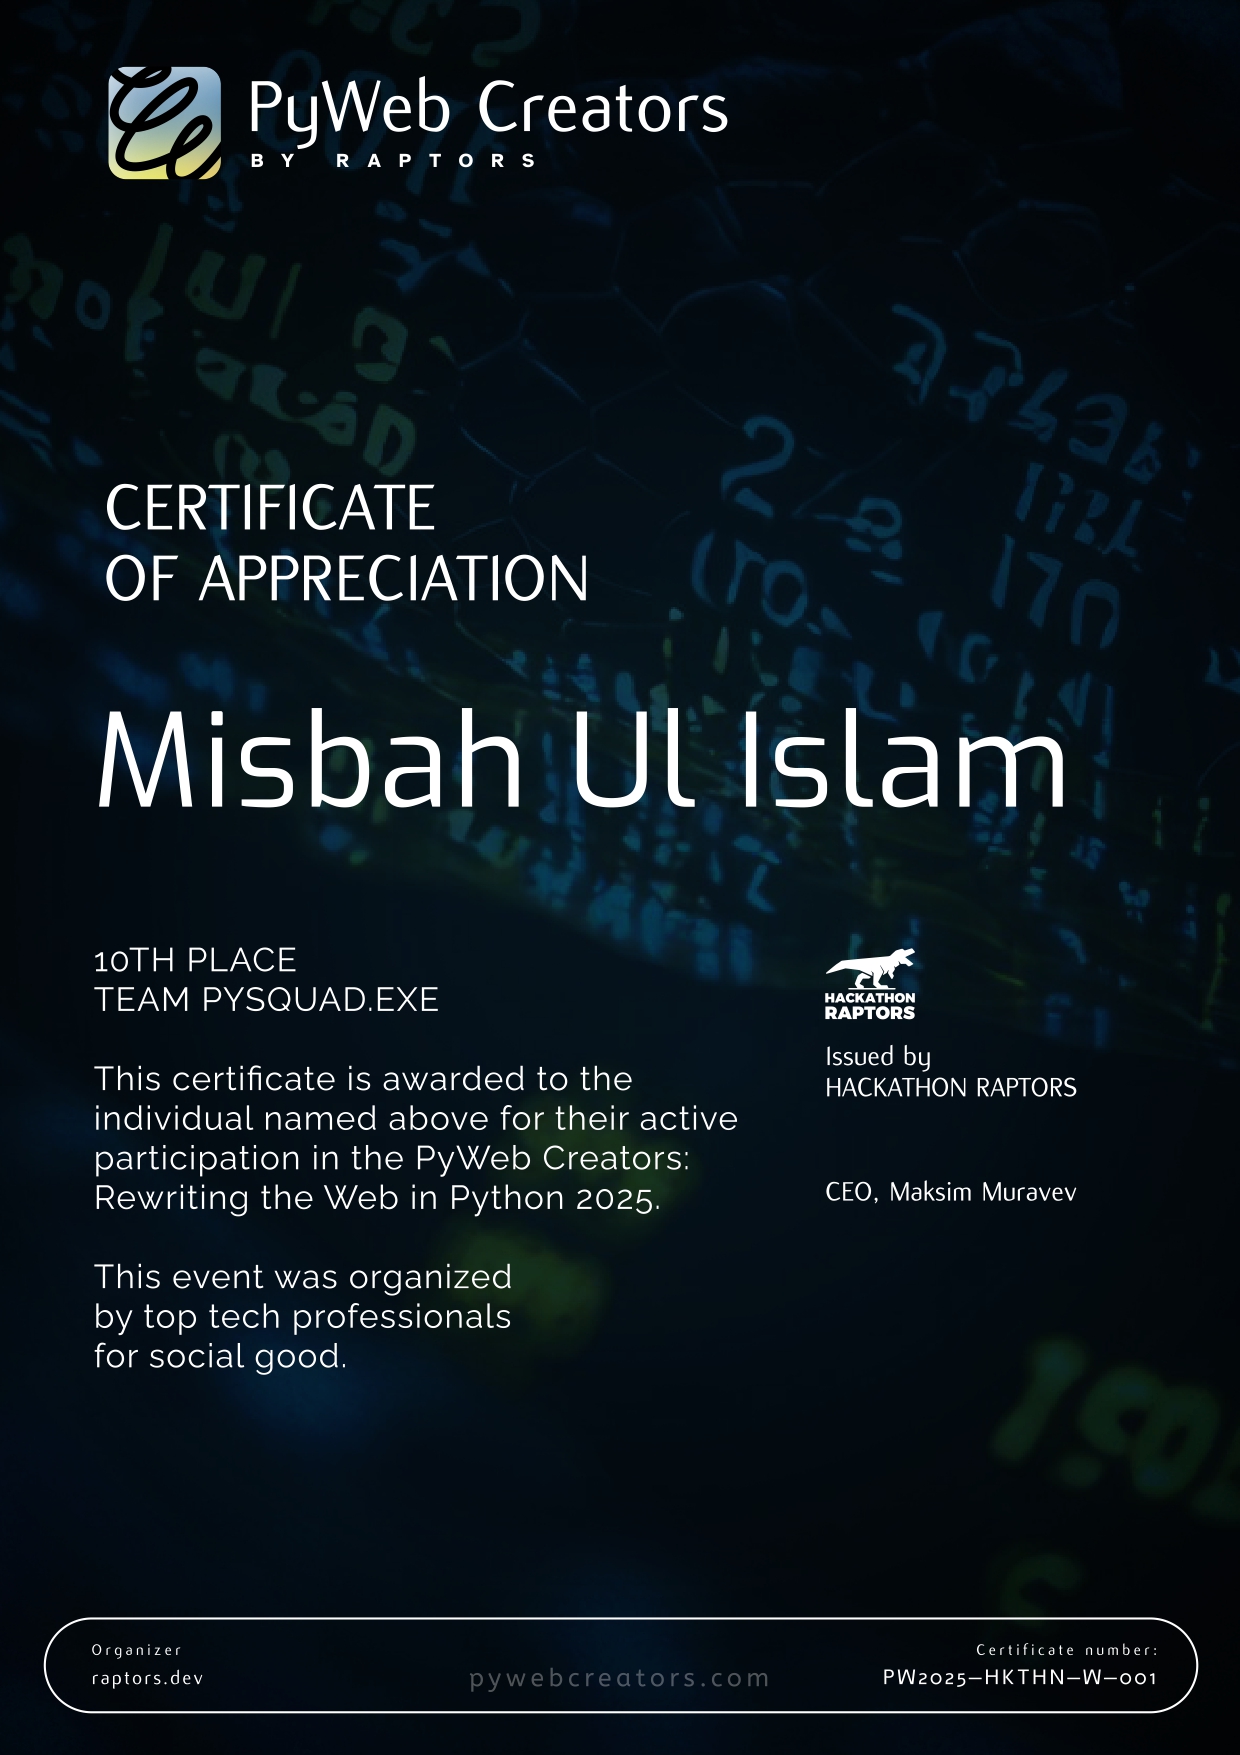 PyWeb Creators
BY RAPTORS
CERTIFICATE
OF APPRECIATION
Misbah Ul Islam
10TH PLACE
TEAM PYSQUAD.EXE
This certificate is awarded to the
individual named above for their active
participation in the PyWeb Creators:
Rewriting the Web in Python 2025.
This event was organized
by top tech professionals
for social good.
HACKATHON
RAPTORS
Issued by
HACKATHON RAPTORS
CEO, Maksim Muravev
Organizer
raptors.dev
pywebcreators.com
Certificate number:
PW2025–HKTHN–W–001